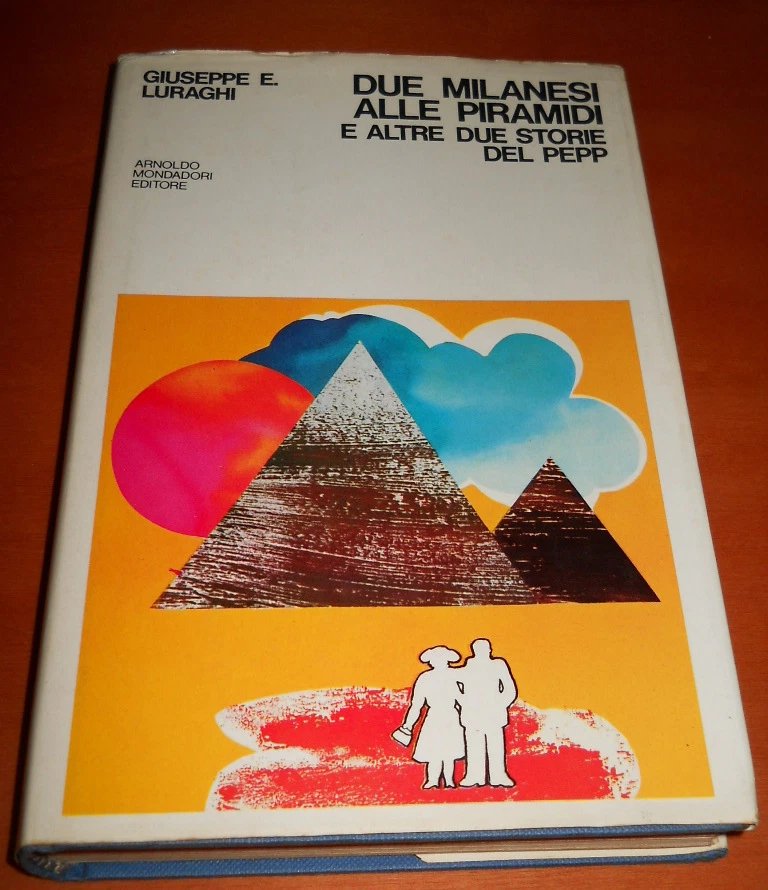 GIUSEPPE E.
LURAGHI
DUE MILANESI
ALLE PIRAMIDI
E ALTRE DUE STORIE
DEL PEPP
ARNOLDO
MONDADORI
EDITORE